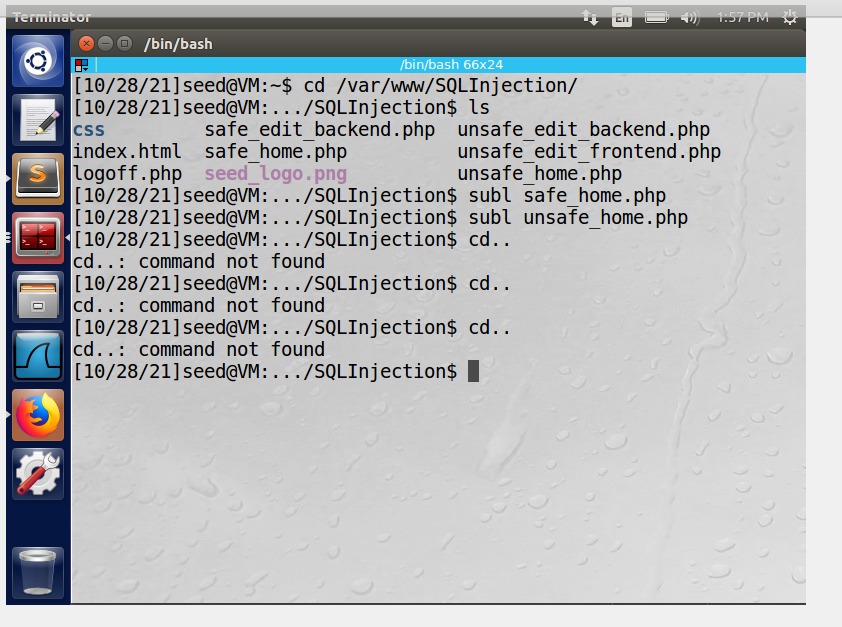 Terminator
En
1:57 PM
/bin/bash
/bin/bash 66x24
[10/28/21]seed@VM:~$ cd /var/www/SQLInjection/
[10/28/21]seed@VM:.../SQLInjection$ ls
css safe_edit_backend.php unsafe_edit_backend.php
index.html safe_home.php unsafe_edit_frontend.php
logoff.php seed_logo.png unsafe_home.php
[10/28/21]seed@VM:.../SQLInjection$ subl safe_home.php
[10/28/21]seed@VM:.../SQLInjection$ subl unsafe_home.php
[10/28/21]seed@VM:.../SQLInjection$ cd..
cd..: command not found
[10/28/21]seed@VM:.../SQLInjection$ cd..
cd..: command not found
[10/28/21]seed@VM:.../SQLInjection$ cd..
cd..: command not found
[10/28/21]seed@VM:.../SQLInjection$